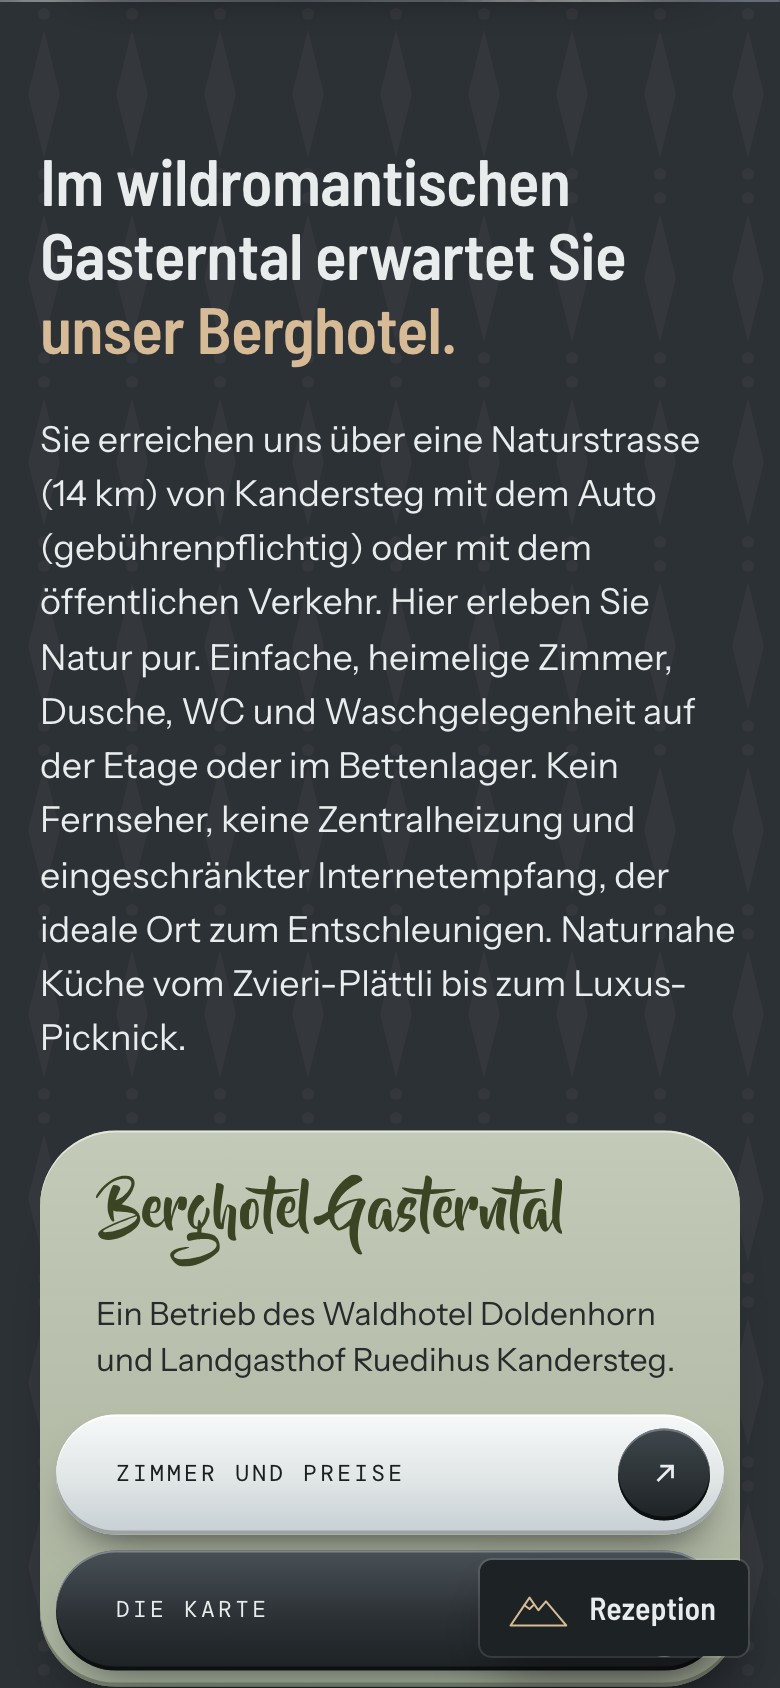 Im wildromantischen
Gasterntal erwartet Sie
unser Berghotel.
Sie erreichen uns über eine Naturstrasse
(14 km) von Kandersteg mit dem Auto
(gebührenpflichtig) oder mit dem
öffentlichen Verkehr. Hier erleben Sie
Natur pur. Einfache, heimelige Zimmer,
Dusche, WC und Waschgelegenheit auf
der Etage oder im Bettenlager. Kein
Fernseher, keine Zentralheizung und
eingeschränkter Internetempfang, der
ideale Ort zum Entschleunigen. Naturnahe
Küche vom Zvieri-Plättli bis zum Luxus-
Picknick.
Berghotel Gasterntal
Ein Betrieb des Waldhotel Doldenhorn
und Landgasthof Ruedihus Kandersteg.
ZIMMER UND PREISE
DIE KARTE
Rezeption